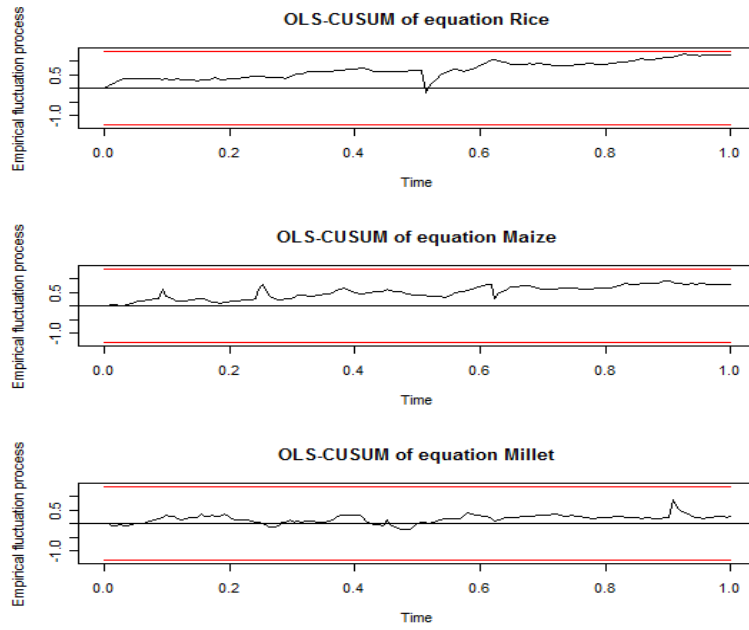 OLS-CUSUM of equation Rice
Empirical fluctuation process
0.5
-1.0
0.0 0.2 0.4 0.6 0.8 1.0
Time
OLS-CUSUM of equation Maize
Empirical fluctuation process
0.5
-1.0
0.0 0.2 0.4 0.6 0.8 1.0
Time
OLS-CUSUM of equation Millet
Empirical fluctuation process
0.5
-1.0
0.0 0.2 0.4 0.6 0.8 1.0
Time